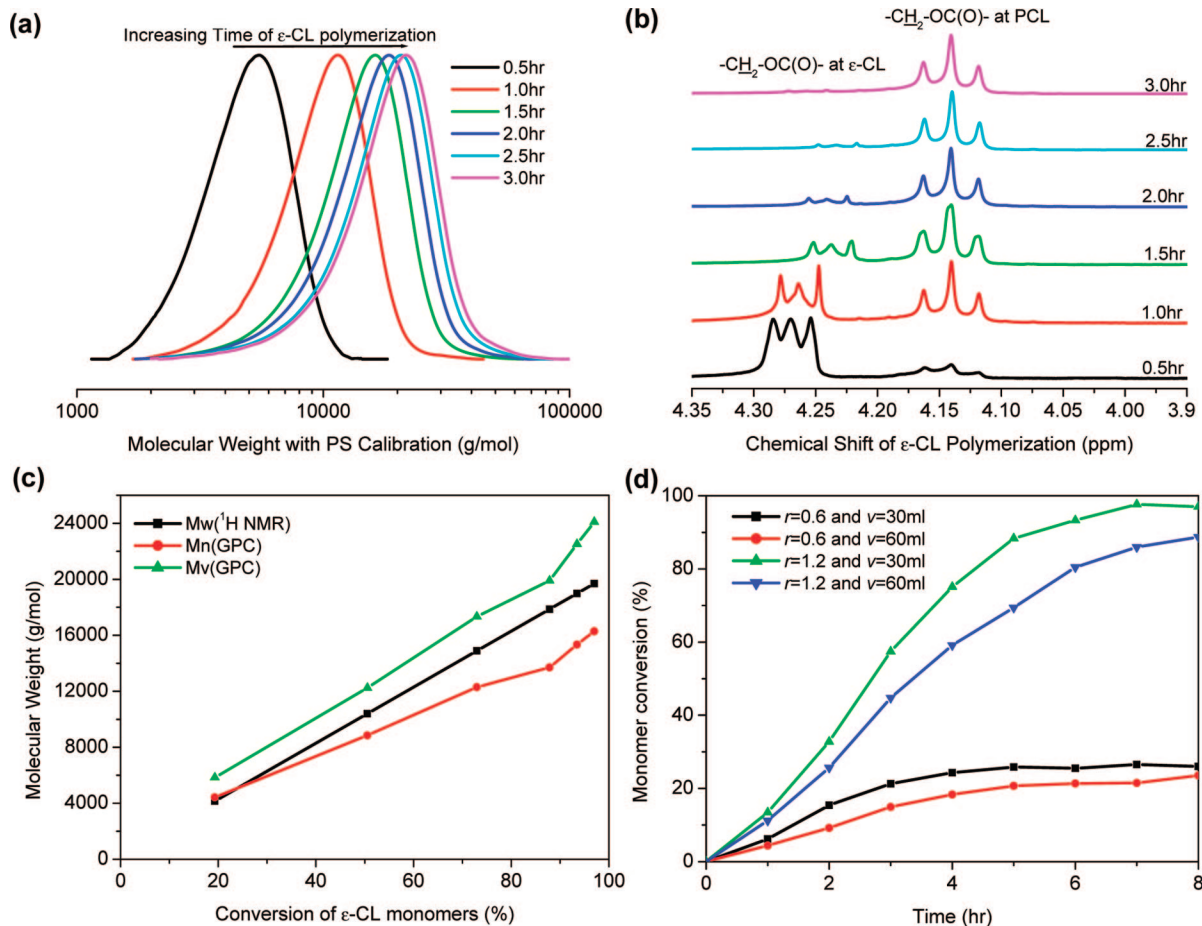 (a)
Increasing Time of ε-CL polymerization
0.5hr
1.0hr
1.5hr
2.0hr
2.5hr
3.0hr
1000
10000
100000
Molecular Weight with PS Calibration (g/mol)
(b)
-CH2-OC(O)- at PCL
-CH2-OC(O)- at ε-CL
3.0hr
2.5hr
2.0hr
1.5hr
1.0hr
0.5hr
4.35 4.30 4.25 4.20 4.15 4.10 4.05 4.00 3.9
Chemical Shift of ε-CL Polymerization (ppm)
(c)
Mw(¹H NMR)
Mn(GPC)
Mv(GPC)
24000
20000
16000
12000
8000
4000
0
Molecular Weight (g/mol)
0 20 40 60 80 100
Conversion of ε-CL monomers (%)
(d)
r=0.6 and v=30ml
r=0.6 and v=60ml
r=1.2 and v=30ml
r=1.2 and v=60ml
100
80
60
40
20
0
Monomer conversion (%)
0 2 4 6 8
Time (hr)